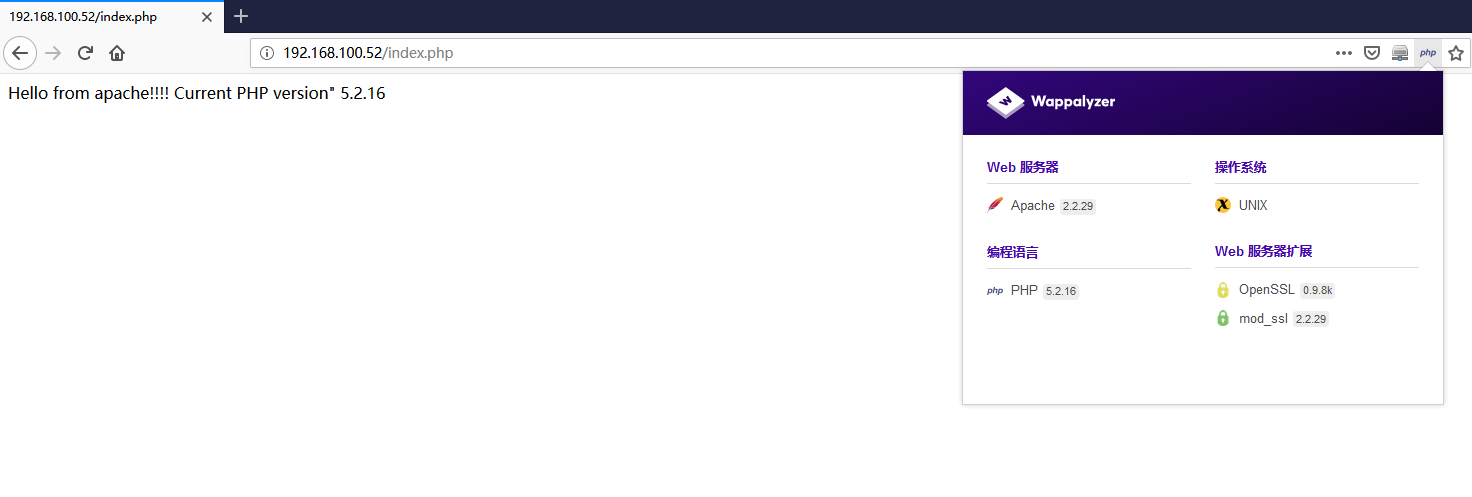 192.168.100.52/index.php
192.168.100.52/index.php
php
Hello from apache!!!! Current PHP version" 5.2.16
W Wappalyzer
Web 服务器
Apache 2.2.29
编程语言
php PHP 5.2.16
操作系统
X UNIX
Web 服务器扩展
OpenSSL 0.9.8k
mod_ssl 2.2.29